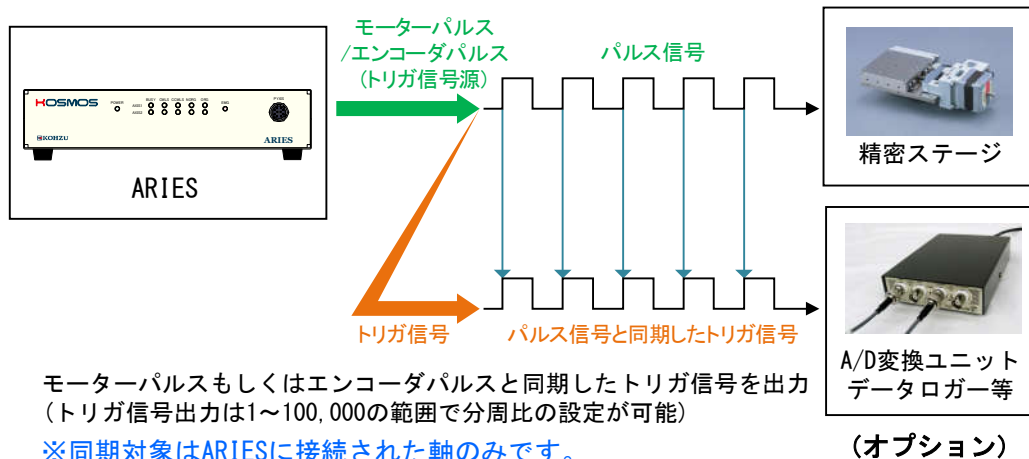 モーターパルス
/エンコーダパルス
(トリガ信号源)
パルス信号
KOSMOS
POWER
BUSY
EMG
AXIS1
AXIS2
KOHZU
ARIES
ARIES
精密ステージ
トリガ信号
パルス信号と同期したトリガ信号
A/D変換ユニット
データロガー等
モーターパルスもしくはエンコーダパルスと同期したトリガ信号を出力
(トリガ信号出力は1～100,000の範囲で分周比の設定が可能)
※同期対象はARIESに接続された軸のみです。
(オプション)